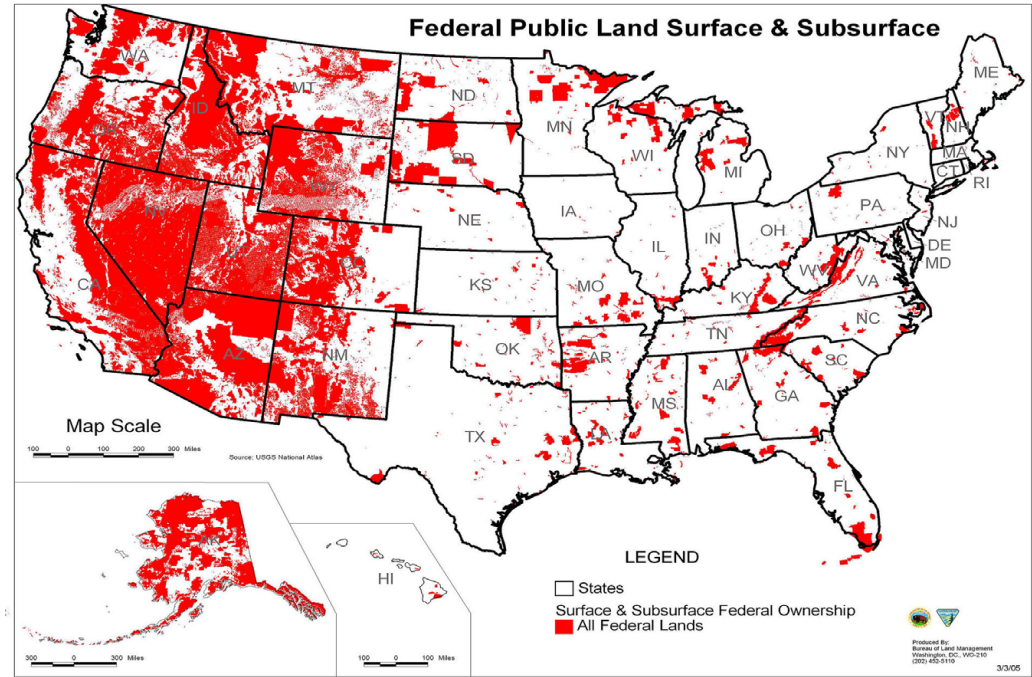 Federal Public Land Surface & Subsurface
WA
MT
ND
MN
ME
OR
ID
SD
WI
MI
VT
NH
NY
MA
CT
RI
WY
NE
IA
PA
NJ
NV
UT
CO
IL
IN
OH
DE
MD
WV
VA
CA
KS
MO
KY
NC
TN
AZ
NM
OK
AR
SC
MS
AL
GA
TX
LA
FL
Map Scale
100 0 100 200 300 Miles
Source: USGS National Atlas
AK
HI
300 0 300 Miles
100 0 100 Miles
LEGEND
States
Surface & Subsurface Federal Ownership
All Federal Lands
Produced By:
Bureau of Land Management
Washington, DC., WO-210
(202) 452-5110
3/3/05